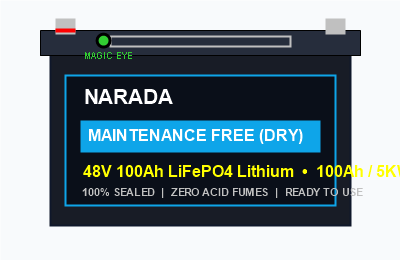 MAGIC EYE
NARADA
MAINTENANCE FREE (DRY)
48V 100Ah LiFePO4 Lithium • 100Ah / 5K
100% SEALED | ZERO ACID FUMES | READY TO USE